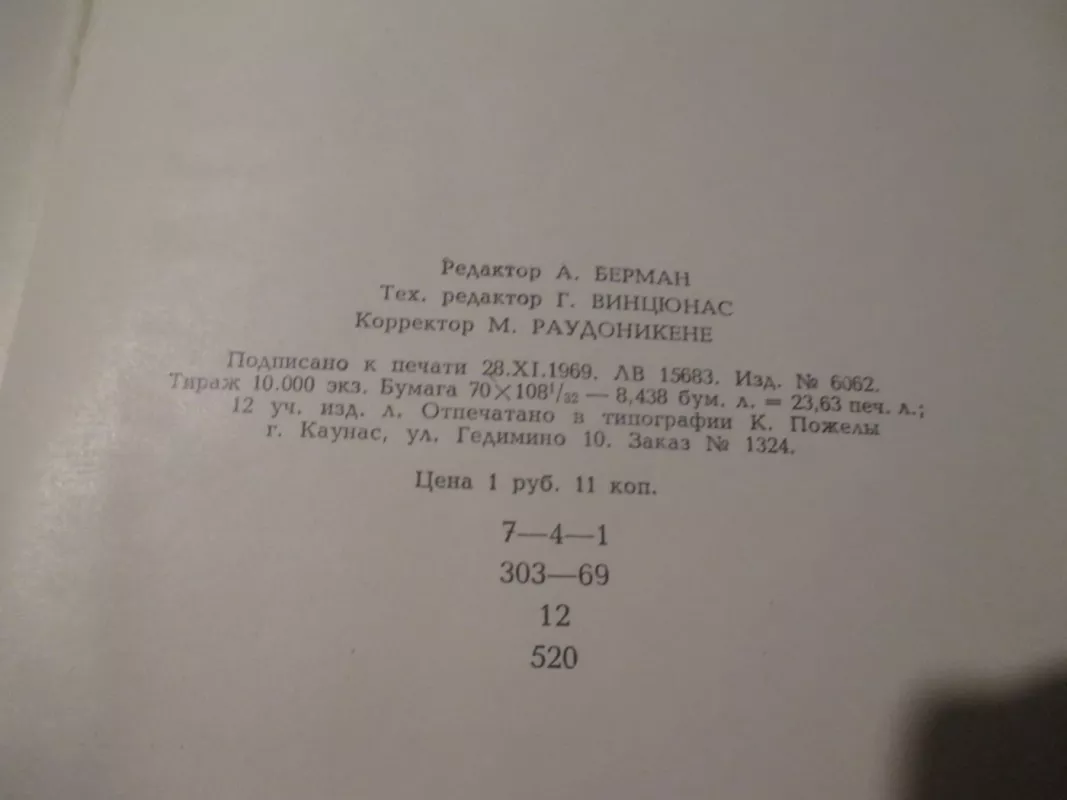 Редактор А. БЕРМАН
Тех. редактор Г. ВИНЦЮНАС
Корректор М. РАУДОНИКЕНЕ
Подписано к печати 28.XI.1969. ЛВ 15683. Изд. № 6062.
Тираж 10.000 экз. Бумага 70×108¹/₃₂ — 8,438 бум. л. = 23,63 печ. л.;
12 уч. изд. л. Отпечатано в типографии К. Пожелы
г. Каунас, ул. Гедимино 10. Заказ № 1324.
Цена 1 руб. 11 коп.
7—4—1
303—69
12
520